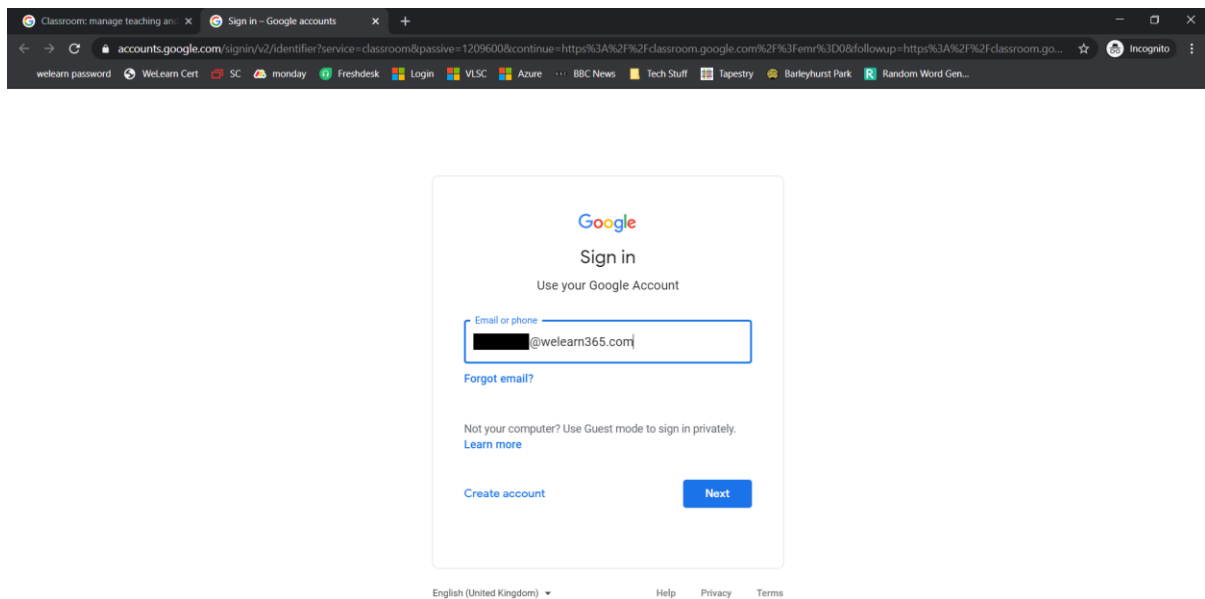 Classroom: manage teaching and
Sign in – Google accounts
accounts.google.com/signin/v2/identifier?service=classroom&passive=1209600&continue=https%3A%2F%2Fclassroom.google.com%2F%3Femr%3D0&followup=https%3A%2F%2Fclassroom.go...
Incognito
welearn password WeLearn Cert SC monday Freshdesk Login VLSC Azure BBC News Tech Stuff Tapestry Barleyhurst Park Random Word Gen...
Google
Sign in
Use your Google Account
Email or phone
@welearn365.com
Forgot email?
Not your computer? Use Guest mode to sign in privately.
Learn more
Create account
Next
English (United Kingdom)
Help Privacy Terms